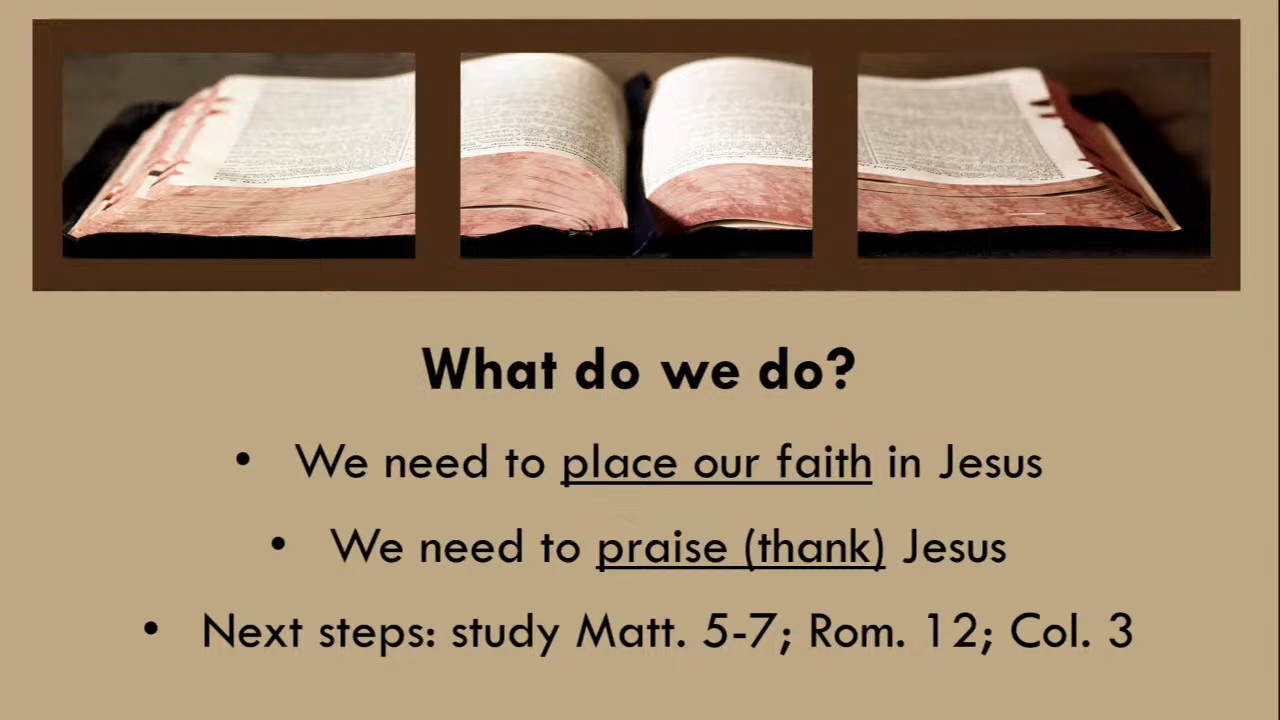 What do we do?
• We need to place our faith in Jesus
• We need to praise (thank) Jesus
• Next steps: study Matt. 5-7; Rom. 12; Col. 3